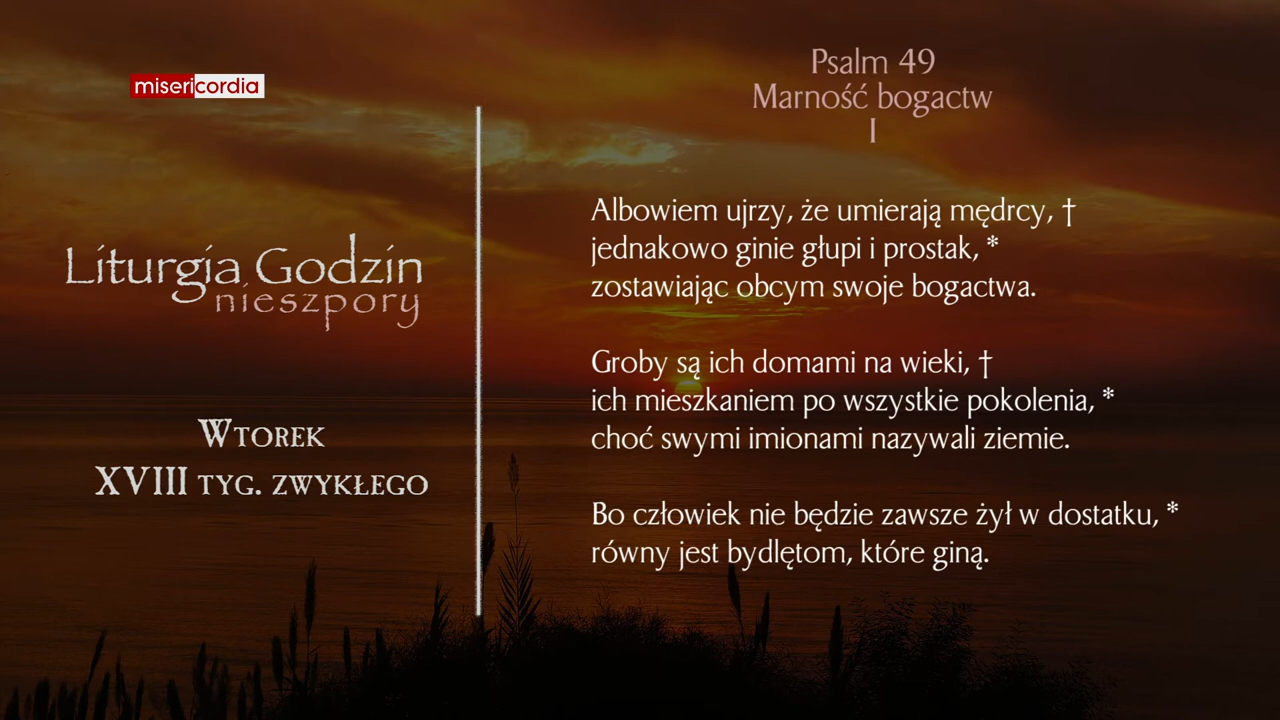 misericordia
Liturgia Godzin
nieszpory
Wtorek
XVIII tyg. zwykłego
Psalm 49
Marność bogactw
I
Albowiem ujrzy, że umierają mędrcy, †
jednakowo ginie głupi i prostak, *
zostawiając obcym swoje bogactwa.
Groby są ich domami na wieki, †
ich mieszkaniem po wszystkie pokolenia, *
choć swymi imionami nazywali ziemie.
Bo człowiek nie będzie zawsze żył w dostatku, *
równy jest bydlętom, które giną.